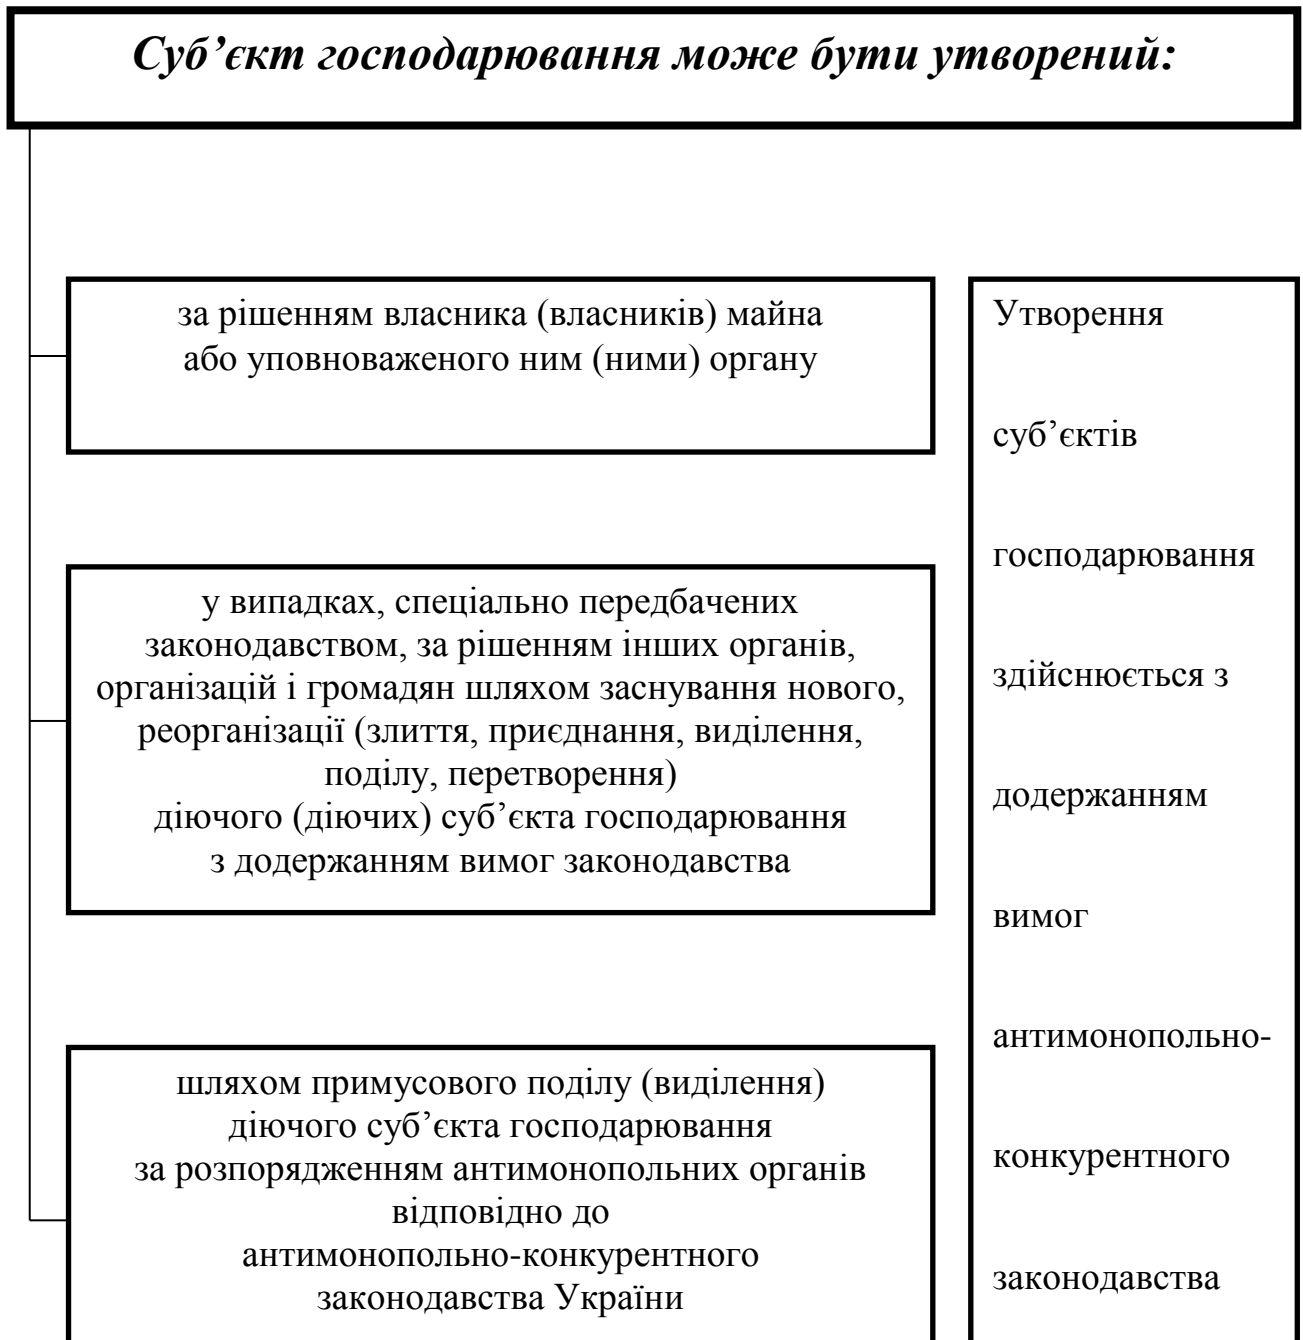 Суб’єкт господарювання може бути утворений:
за рішенням власника (власників) майна
або уповноваженого ним (ними) органу
у випадках, спеціально передбачених
законодавством, за рішенням інших органів,
організацій і громадян шляхом заснування нового,
реорганізації (злиття, приєднання, виділення,
поділу, перетворення)
діючого (діючих) суб’єкта господарювання
з додержанням вимог законодавства
шляхом примусового поділу (виділення)
діючого суб’єкта господарювання
за розпорядженням антимонопольних органів
відповідно до
антимонопольно-конкурентного
законодавства України
Утворення
суб’єктів
господарювання
здійснюється з
додержанням
вимог
антимонопольно-
конкурентного
законодавства